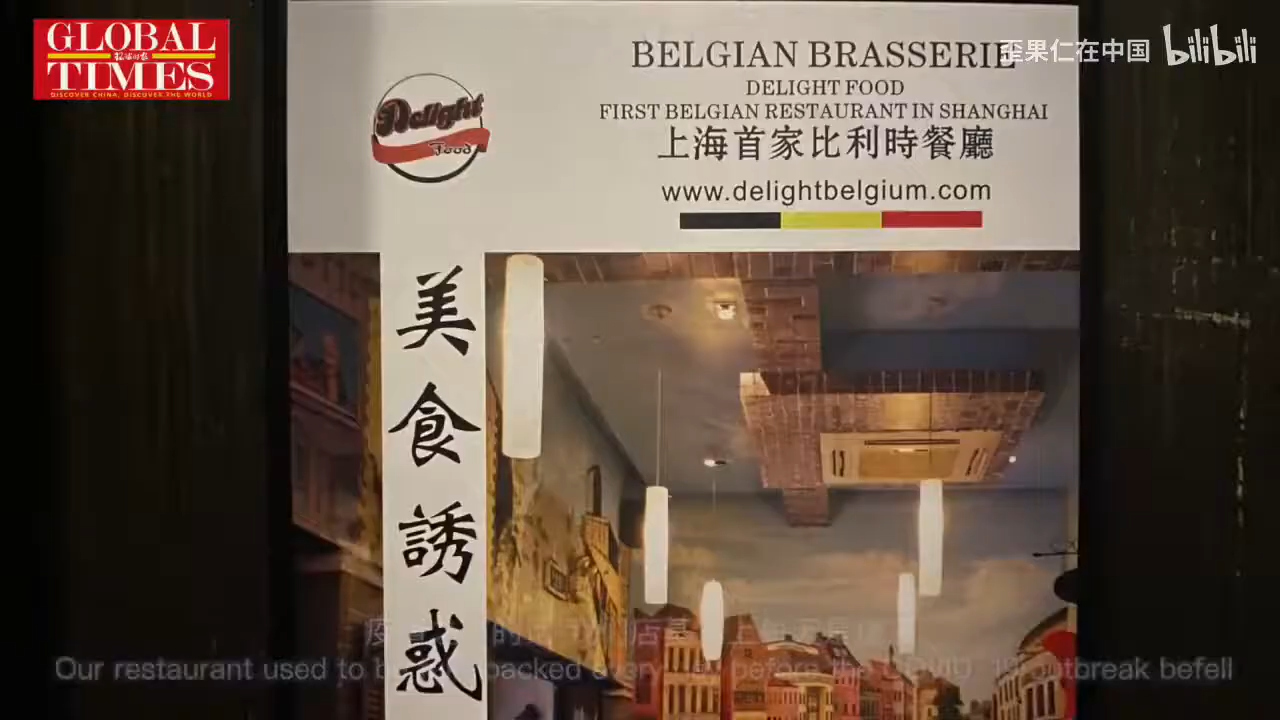 GLOBAL
TIMES
DISCOVER CHINA, DISCOVER THE WORLD
歪果仁在中国 bilibili
BELGIAN BRASSERIE
DELIGHT FOOD
FIRST BELGIAN RESTAURANT IN SHANGHAI
上海首家比利時餐廳
www.delightbelgium.com
Delight
Food
美食誘惑
Our restaurant used to packed before the outbreak befell